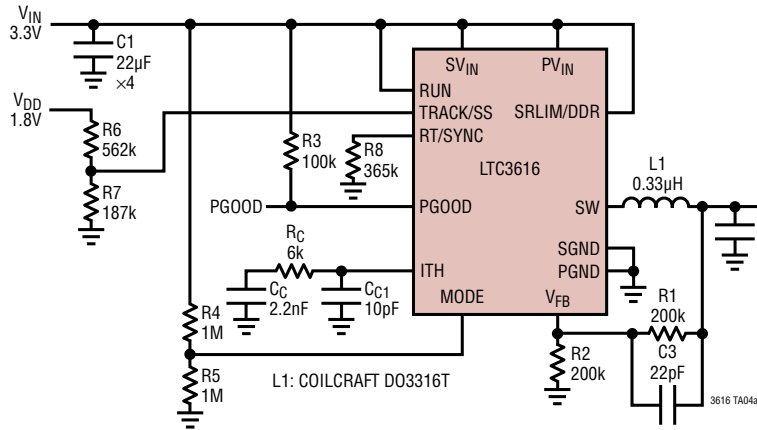 VIN
3.3V
C1
22µF
×4
VDD
1.8V
R6
562k
R7
187k
R3
100k
R8
365k
PGOOD
RC
6k
CC
2.2nF
CC1
10pF
R4
1M
R5
1M
SVIN
PVIN
RUN
TRACK/SS
SRLIM/DDR
RT/SYNC
LTC3616
PGOOD
SW
SGND
PGND
ITH
MODE
VFB
L1
0.33µH
R1
200k
C3
22pF
R2
200k
L1: COILCRAFT DO3316T
3616 TA04a